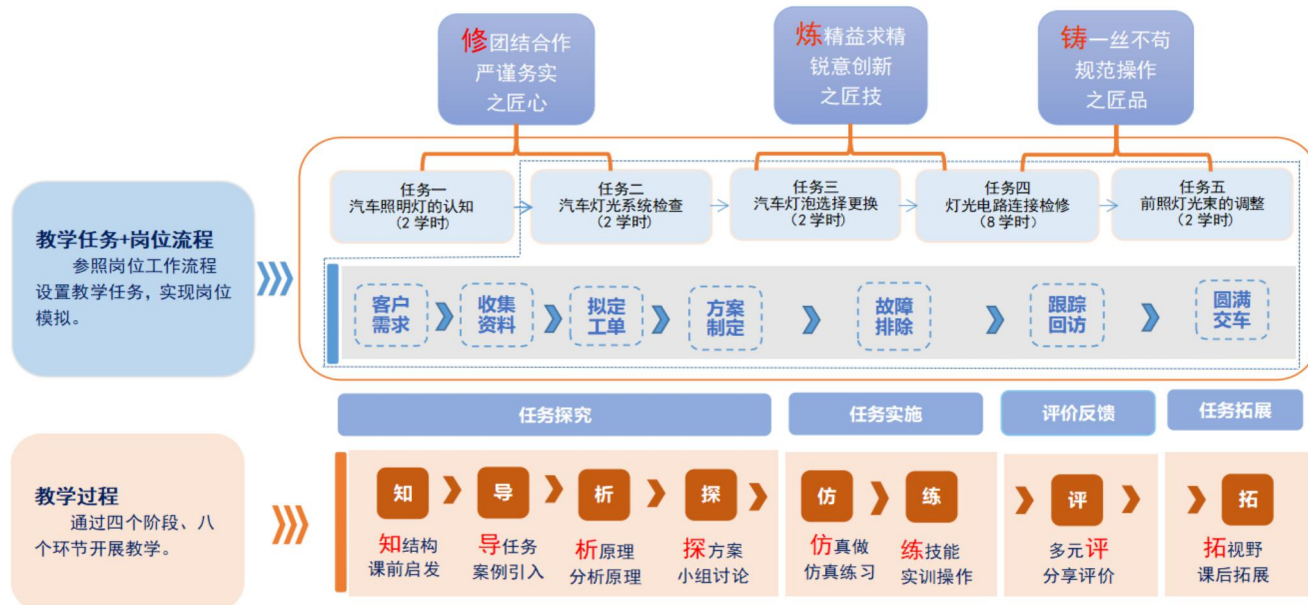 修团结合作
严谨务实
之匠心
炼精益求精
锐意创新
之匠技
铸一丝不苟
规范操作
之匠品
教学任务+岗位流程
参照岗位工作流程
设置教学任务，实现岗位
模拟。
任务一
汽车照明灯的认知
（2 学时）
任务二
汽车灯光系统检查
（2 学时）
任务三
汽车灯泡选择更换
（2 学时）
任务四
灯光电路连接检修
（8 学时）
任务五
前照灯光束的调整
（2 学时）
客户
需求
收集
资料
拟定
工单
方案
制定
故障
排除
跟踪
回访
圆满
交车
任务探究
任务实施
评价反馈
任务拓展
教学过程
通过四个阶段、八
个环节开展教学。
知
导
析
探
仿
练
评
拓
知结构
课前启发
导任务
案例引入
析原理
分析原理
探方案
小组讨论
仿真做
仿真练习
练技能
实训操作
多元评
分享评价
拓视野
课后拓展